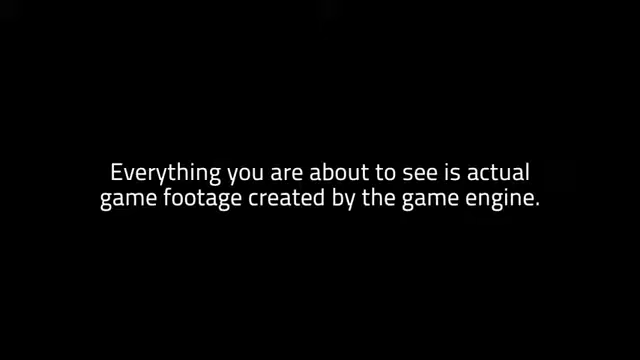 Everything you are about to see is actual
game footage created by the game engine.